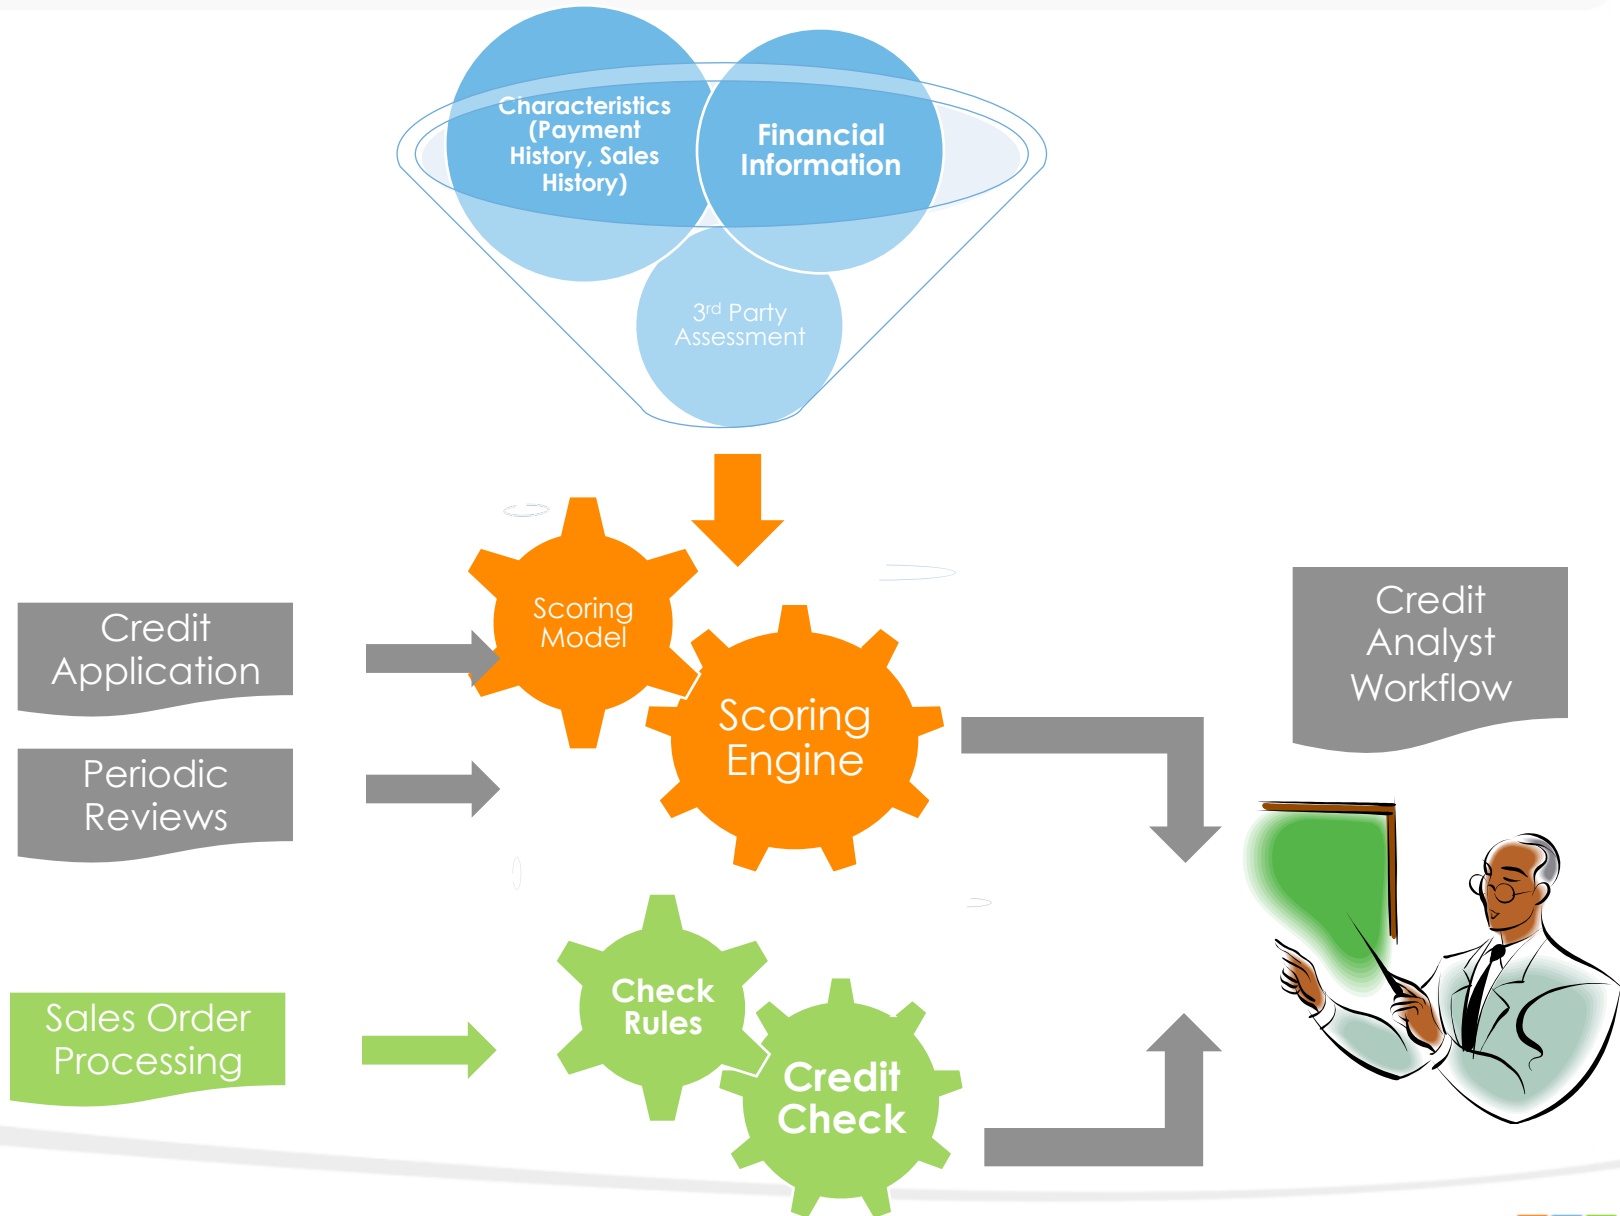 Characteristics
(Payment
History, Sales
History)
Financial
Information
3rd Party
Assessment
Scoring
Model
Credit
Application
Credit
Analyst
Workflow
Scoring
Engine
Periodic
Reviews
Check
Rules
Sales Order
Processing
Credit
Check